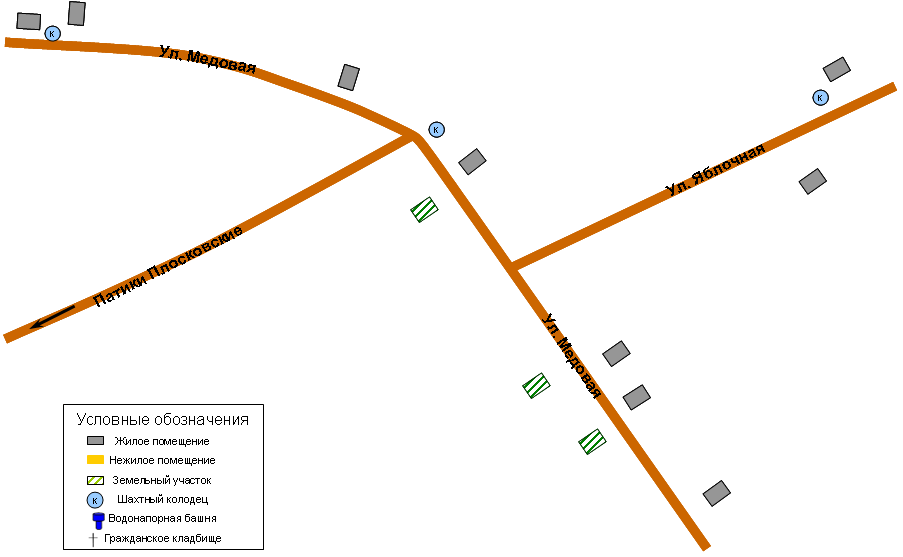 Ул. Медовая
к
к
к
Ул. Яблочная
Патики Плосковские
Ул. Медовая
Условные обозначения
Жилое помещение
Нежилое помещение
Земельный участок
к Шахтный колодец
Водонапорная башня
Гражданское кладбище